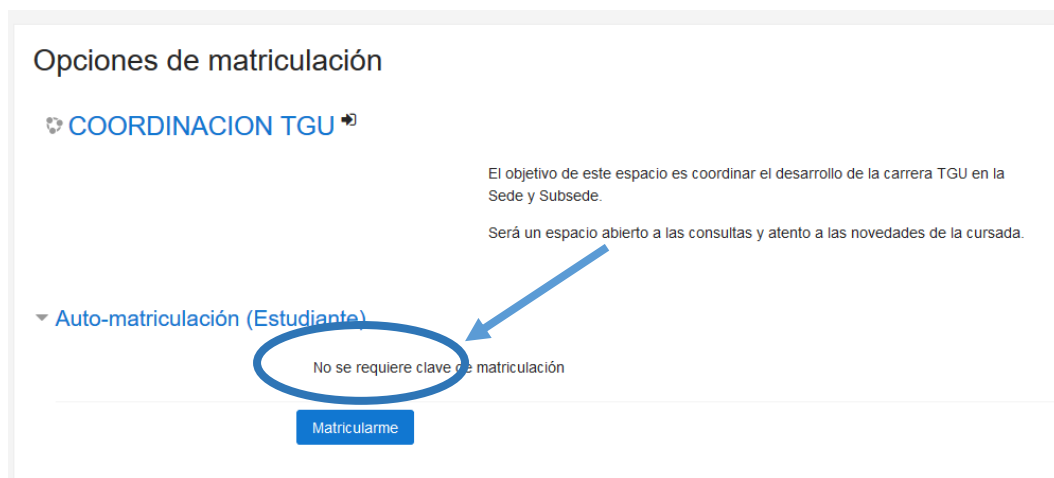 Opciones de matriculación
COORDINACION TGU
El objetivo de este espacio es coordinar el desarrollo de la carrera TGU en la
Sede y Subsede.
Será un espacio abierto a las consultas y atento a las novedades de la cursada.
Auto-matriculación (Estudiante)
No se requiere clave de matriculación
Matricularme